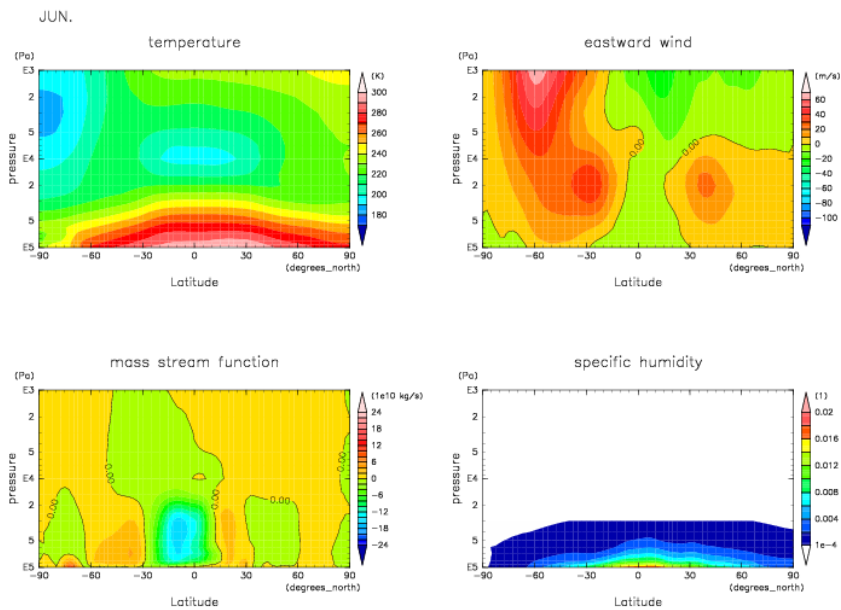 JUN.
temperature
(Pa)
(K)
E3
2
5
E4
2
5
E5
pressure
300
280
260
240
220
200
180
-90 -60 -30 0 30 60 90
(degrees_north)
Latitude
eastward wind
(Pa)
(m/s)
E3
2
5
E4
2
5
E5
pressure
0.00
0.00
60
40
20
0
-20
-40
-60
-80
-100
-90 -60 -30 0 30 60 90
(degrees_north)
Latitude
mass stream function
(Pa)
(1e10 kg/s)
E3
2
5
E4
2
5
E5
pressure
0.00
0.00
0.00
0.00
0.00
0.00
24
18
12
6
0
-6
-12
-18
-24
-90 -60 -30 0 30 60 90
(degrees_north)
Latitude
specific humidity
(Pa)
(1)
E3
2
5
E4
2
5
E5
pressure
0.02
0.016
0.012
0.008
0.004
1e-4
-90 -60 -30 0 30 60 90
(degrees_north)
Latitude